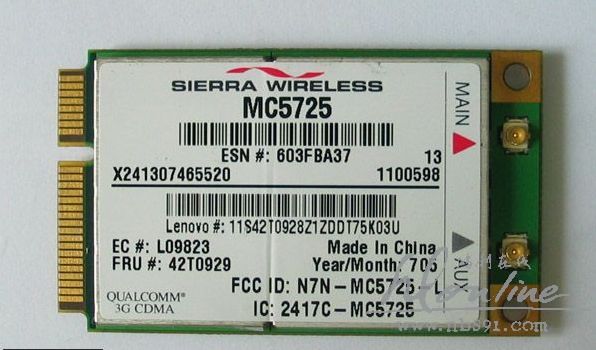 SIERRA WIRELESS
MC5725
ESN #: 603FBA37 13
X241307465520 1100598
Lenovo #: 11S42T0928Z1ZDDT75K03U
EC #: L09823 Made In China
FRU #: 42T0929 Year/Month: 705
FCC ID: N7N-MC5725-L
QUALCOMM® IC: 2417C-MC5725
3G CDMA
MAIN
AUX
www.hbs91.com